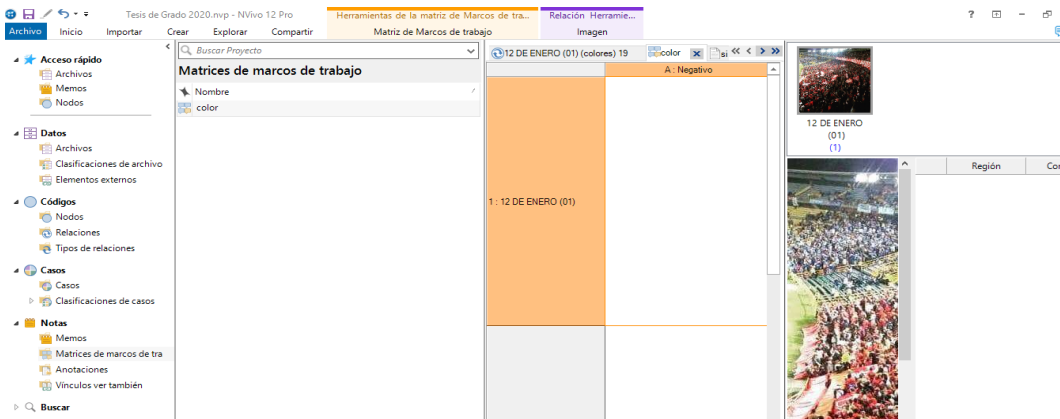 Tesis de Grado 2020.nvp - NVivo 12 Pro
Herramientas de la matriz de Marcos de tra...
Relación Herramie...
?
Archivo
Inicio
Importar
Crear
Explorar
Compartir
Matriz de Marcos de trabajo
Imagen
Acceso rápido
Archivos
Memos
Nodos
Datos
Archivos
Clasificaciones de archivo
Elementos externos
Códigos
Nodos
Relaciones
Tipos de relaciones
Casos
Casos
Clasificaciones de casos
Notas
Memos
Matrices de marcos de tra
Anotaciones
Vínculos ver también
Buscar
Buscar Proyecto
Matrices de marcos de trabajo
Nombre
color
12 DE ENERO (01) (colores) 19
color
si
A : Negativo
1 : 12 DE ENERO (01)
12 DE ENERO
(01)
(1)
Región
Cor